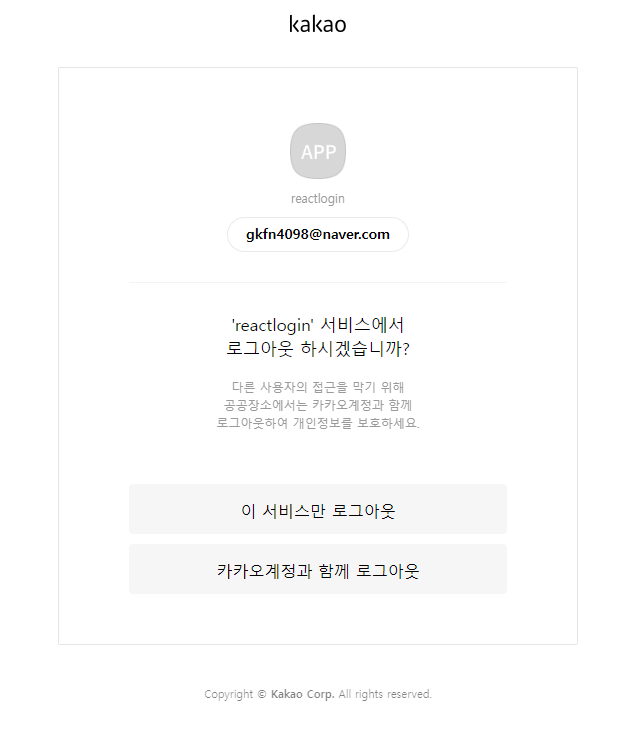 kakao
APP
reactlogin
gkfn4098@naver.com
'reactlogin' 서비스에서
로그아웃 하시겠습니까?
다른 사용자의 접근을 막기 위해
공공장소에서는 카카오계정과 함께
로그아웃하여 개인정보를 보호하세요.
이 서비스만 로그아웃
카카오계정과 함께 로그아웃
Copyright © Kakao Corp. All rights reserved.